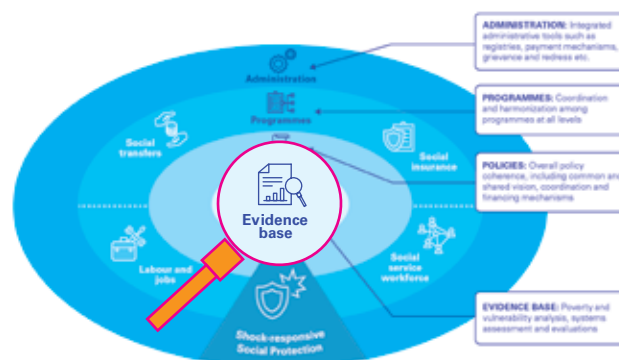 ADMINISTRATION: Integrated
administrative tools such as
registries, payment mechanisms,
grievance and redress etc.
Administration
PROGRAMMES: Coordination
and harmonization among
programmes at all levels
Programmes
Social
transfers
Social
insurance
POLICIES: Overall policy
coherence, including common and
shared vision, coordination and
financing mechanisms
Evidence
base
Labour and
jobs
Social
service
workforce
EVIDENCE BASE: Poverty and
vulnerability analysis, systems
assessment and evaluations
Shock-responsive
Social Protection